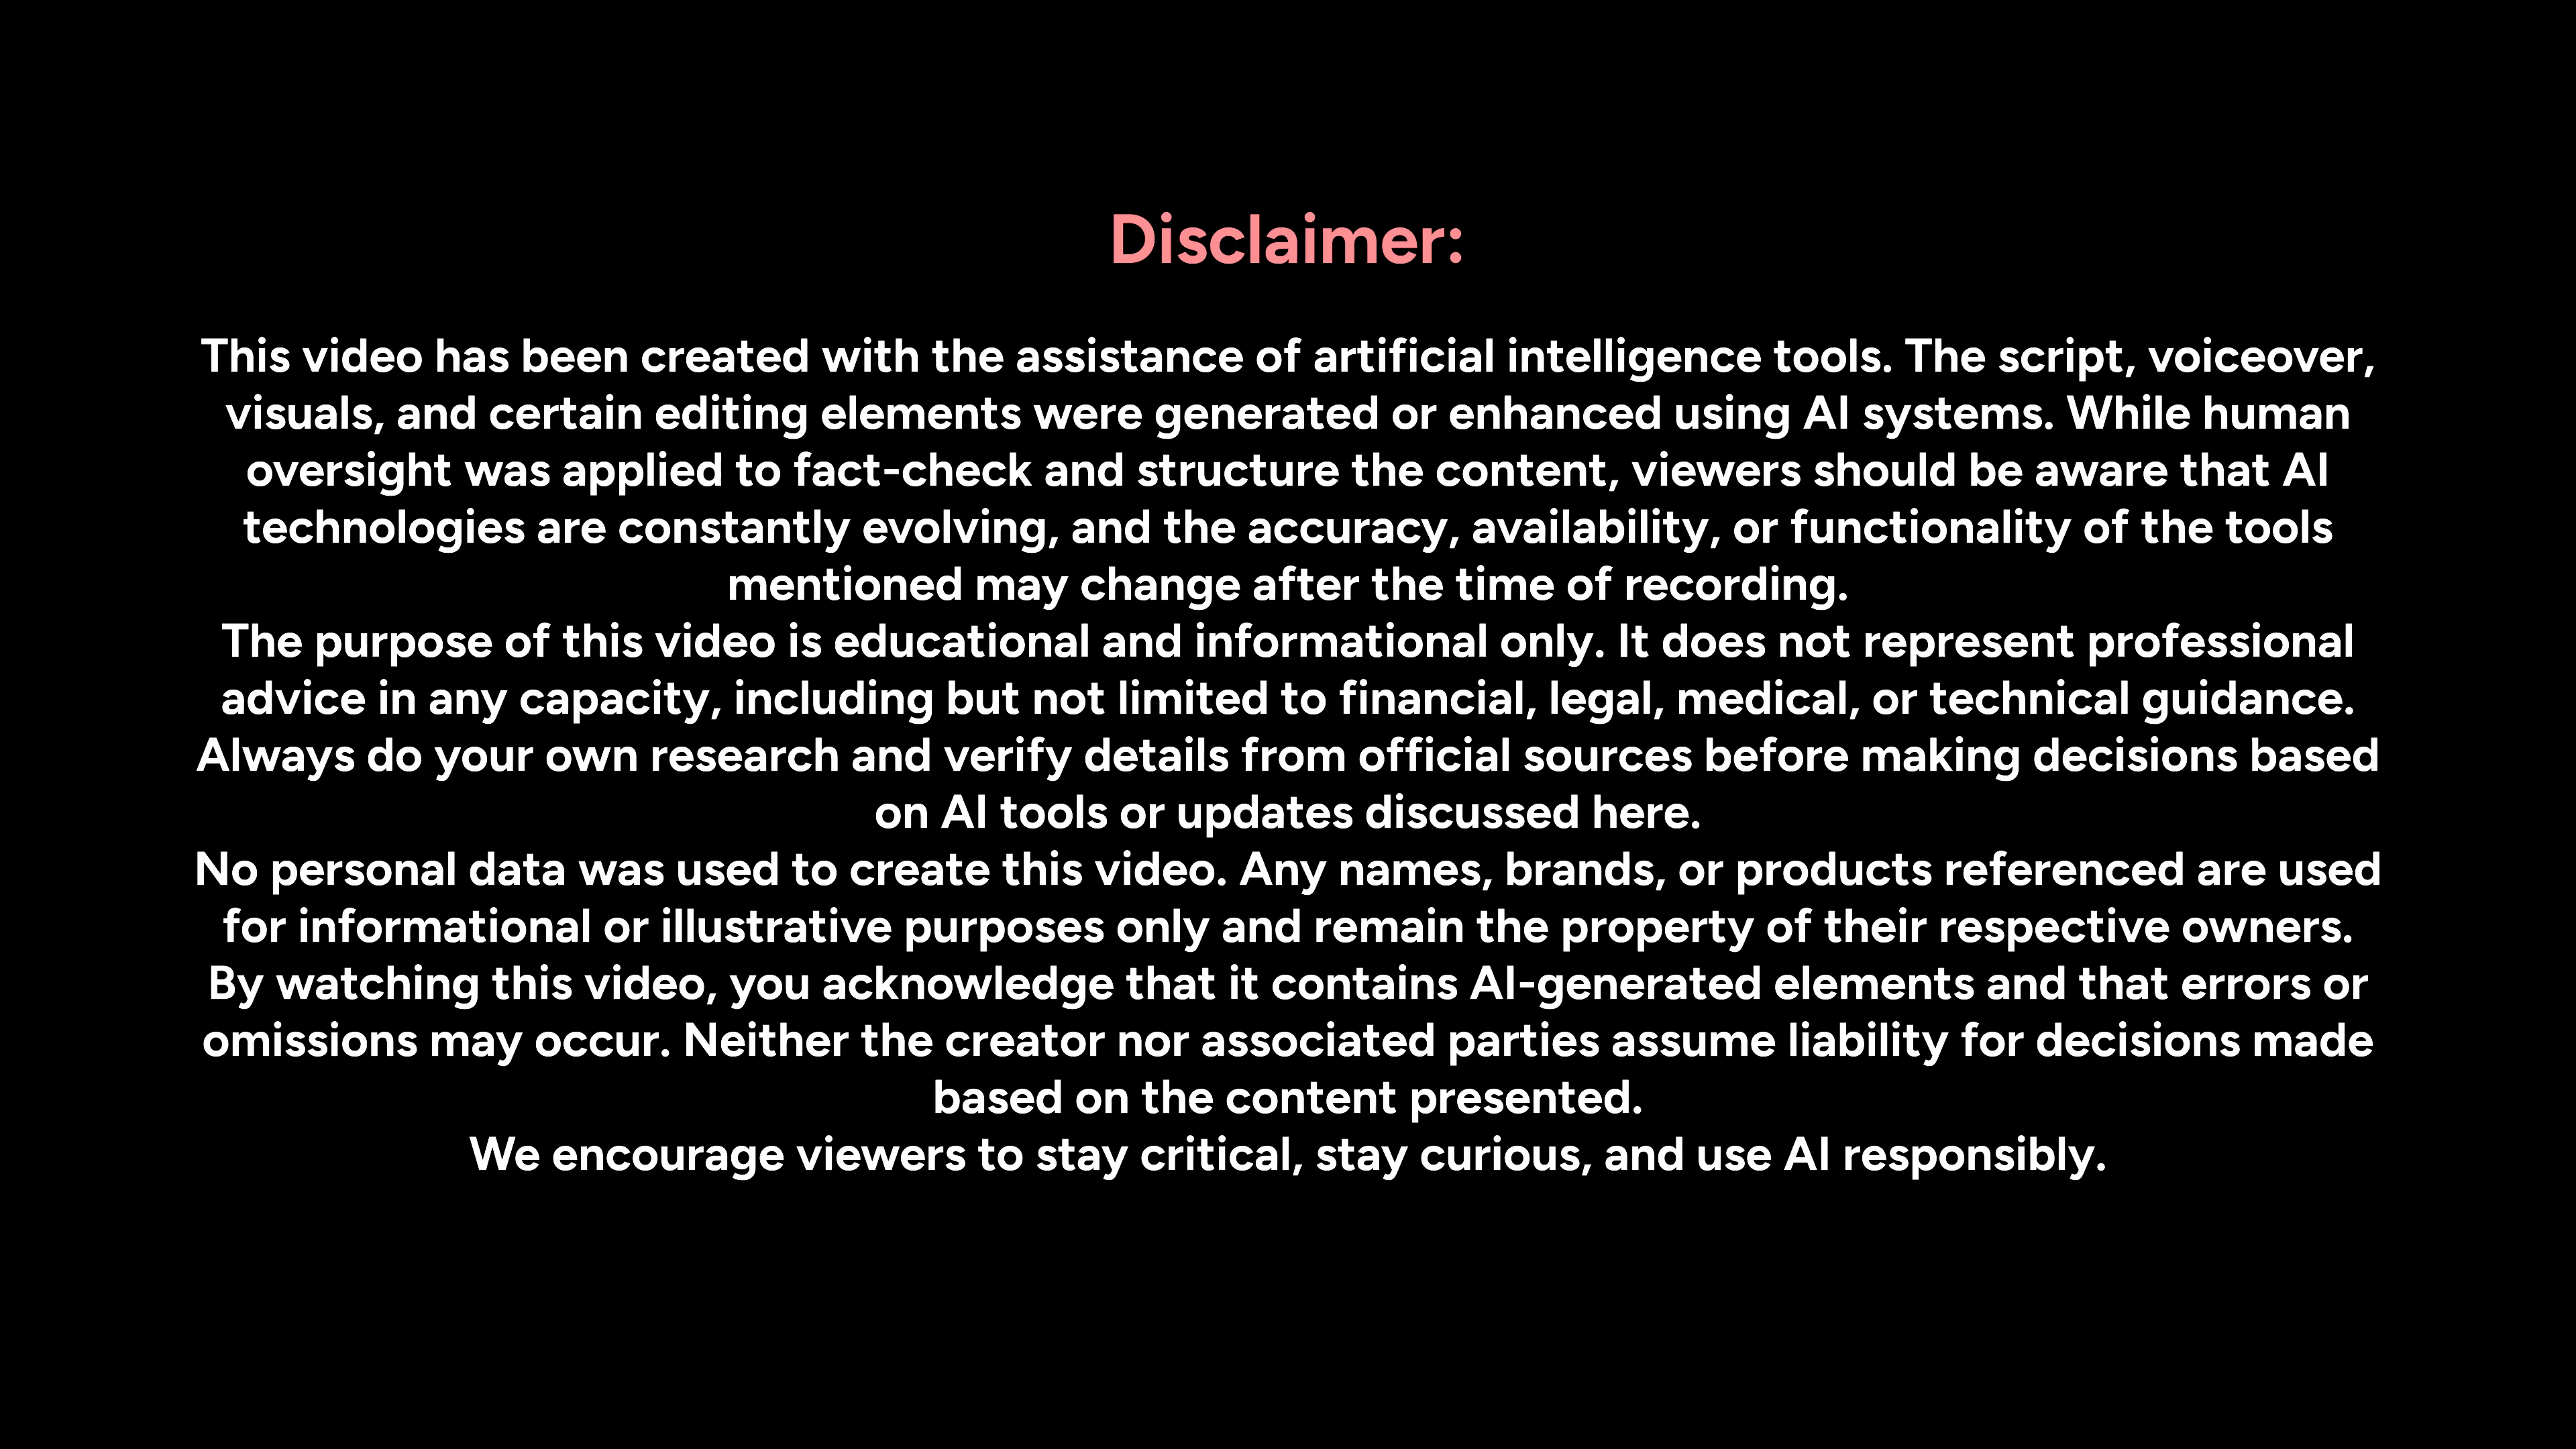 Disclaimer:
This video has been created with the assistance of artificial intelligence tools. The script, voiceover,
visuals, and certain editing elements were generated or enhanced using AI systems. While human
oversight was applied to fact-check and structure the content, viewers should be aware that AI
technologies are constantly evolving, and the accuracy, availability, or functionality of the tools
mentioned may change after the time of recording.
The purpose of this video is educational and informational only. It does not represent professional
advice in any capacity, including but not limited to financial, legal, medical, or technical guidance.
Always do your own research and verify details from official sources before making decisions based
on AI tools or updates discussed here.
No personal data was used to create this video. Any names, brands, or products referenced are used
for informational or illustrative purposes only and remain the property of their respective owners.
By watching this video, you acknowledge that it contains AI-generated elements and that errors or
omissions may occur. Neither the creator nor associated parties assume liability for decisions made
based on the content presented.
We encourage viewers to stay critical, stay curious, and use AI responsibly.